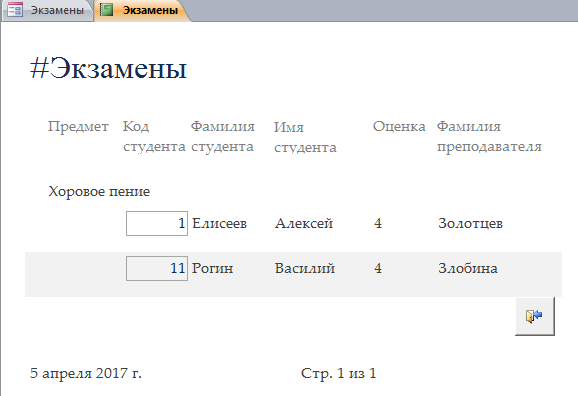 Экзамены Экзамены
#Экзамены
Предмет Код студента Фамилия студента Имя студента Оценка Фамилия преподавателя
Хоровое пение
1 Елисеев Алексей 4 Золотцев
11 Рогин Василий 4 Злобина
5 апреля 2017 г. Стр. 1 из 1